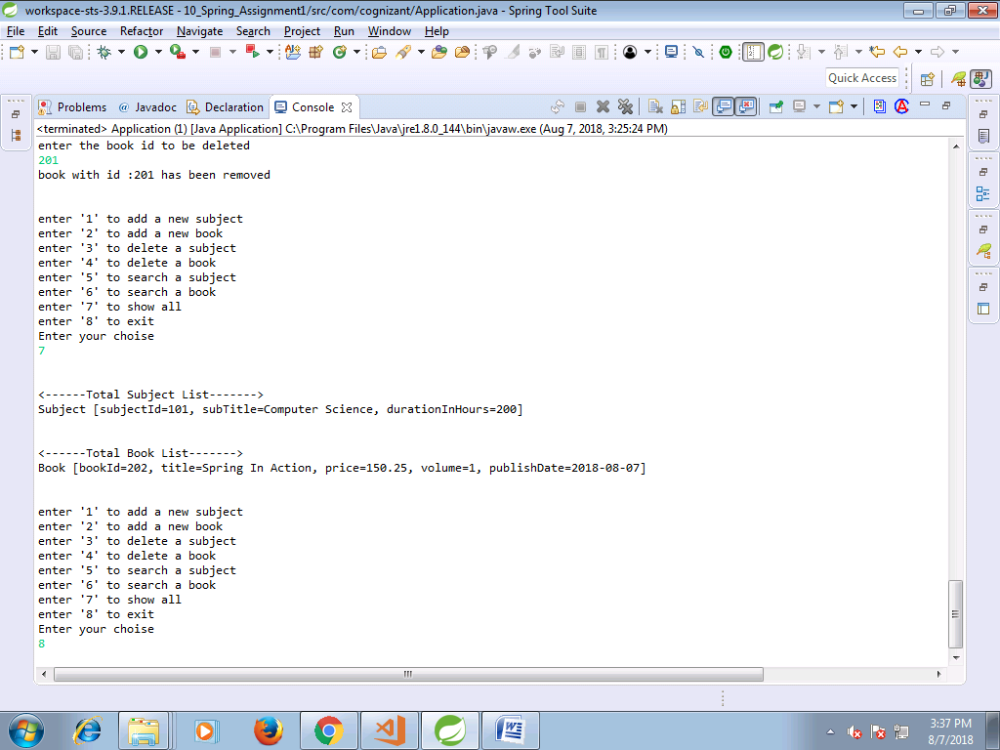 workspace-sts-3.9.1.RELEASE - 10_Spring_Assignment1/src/com/cognizant/Application.java - Spring Tool Suite
File Edit Source Refactor Navigate Search Project Run Window Help
Quick Access
Problems @ Javadoc Declaration Console
<terminated> Application (1) [Java Application] C:\Program Files\Java\jre1.8.0_144\bin\javaw.exe (Aug 7, 2018, 3:25:24 PM)
enter the book id to be deleted
201
book with id :201 has been removed
enter '1' to add a new subject
enter '2' to add a new book
enter '3' to delete a subject
enter '4' to delete a book
enter '5' to search a subject
enter '6' to search a book
enter '7' to show all
enter '8' to exit
Enter your choise
7
<------Total Subject List------->
Subject [subjectId=101, subTitle=Computer Science, durationInHours=200]
<------Total Book List------->
Book [bookId=202, title=Spring In Action, price=150.25, volume=1, publishDate=2018-08-07]
enter '1' to add a new subject
enter '2' to add a new book
enter '3' to delete a subject
enter '4' to delete a book
enter '5' to search a subject
enter '6' to search a book
enter '7' to show all
enter '8' to exit
Enter your choise
8
3:37 PM
8/7/2018